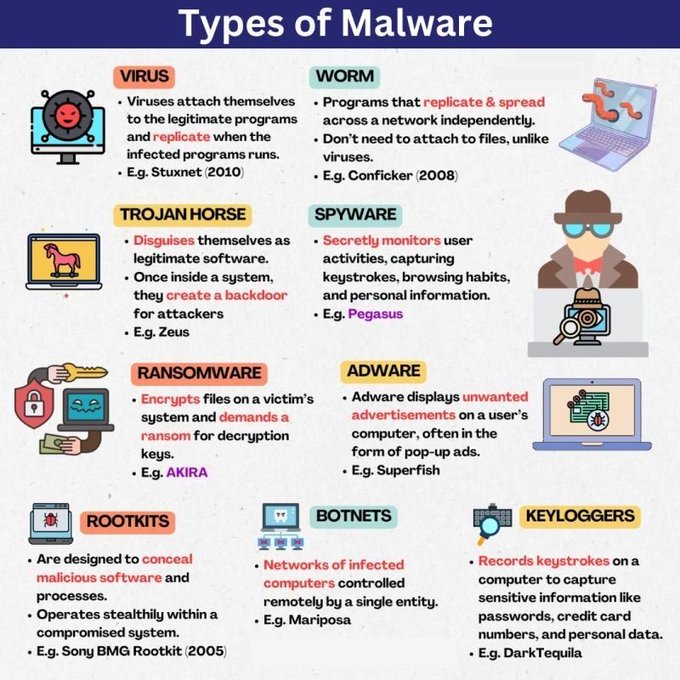 Types of Malware
VIRUS
• Viruses attach themselves
to the legitimate programs
and replicate when the
infected programs runs.
• E.g. Stuxnet (2010)
WORM
• Programs that replicate & spread
across a network independently.
• Don't need to attach to files, unlike
viruses.
• E.g. Conficker (2008)
TROJAN HORSE
• Disguises themselves as
legitimate software.
• Once inside a system,
they create a backdoor
for attackers
• E.g. Zeus
SPYWARE
• Secretly monitors user
activities, capturing
keystrokes, browsing habits,
and personal information.
• E.g. Pegasus
RANSOMWARE
• Encrypts files on a victim's
system and demands a
ransom for decryption
keys.
• E.g. AKIRA
ADWARE
• Adware displays unwanted
advertisements on a user's
computer, often in the
form of pop-up ads.
• E.g. Superfish
ROOTKITS
• Are designed to conceal
malicious software and
processes.
• Operates stealthily within a
compromised system.
• E.g. Sony BMG Rootkit (2005)
BOTNETS
• Networks of infected
computers controlled
remotely by a single entity.
• E.g. Mariposa
KEYLOGGERS
• Records keystrokes on a
computer to capture
sensitive information like
passwords, credit card
numbers, and personal data.
• E.g. DarkTequila